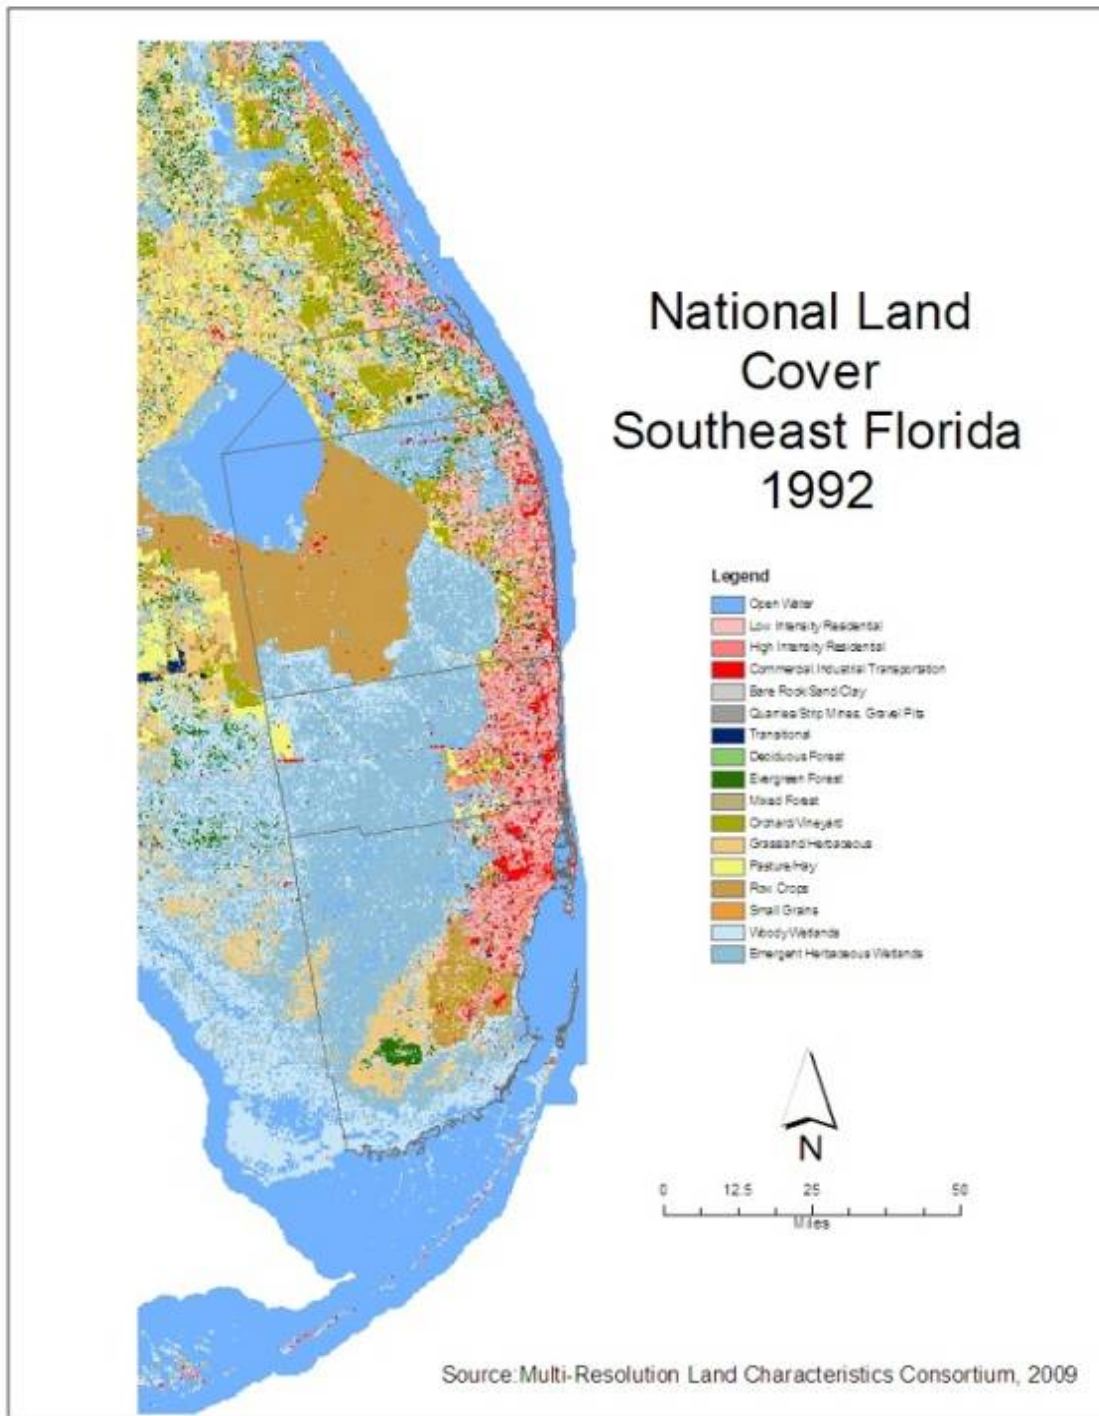 National Land
Cover
Southeast Florida
1992
Legend
Open Water
Low Intensity Residential
High Intensity Residential
Commercial Industrial Transportation
Bare Rock/Sand Clay
Quarries/Strip Mines, Gravel Pits
Transitional
Deciduous Forest
Evergreen Forest
Mixed Forest
Orchard/Vineyard
Grassland/Herbaceous
Pasture/Hay
Row Crops
Small Grains
Woody Wetlands
Emergent Herbaceous Wetlands
N
0 12.5 25 50
Miles
Source:Multi-Resolution Land Characteristics Consortium, 2009